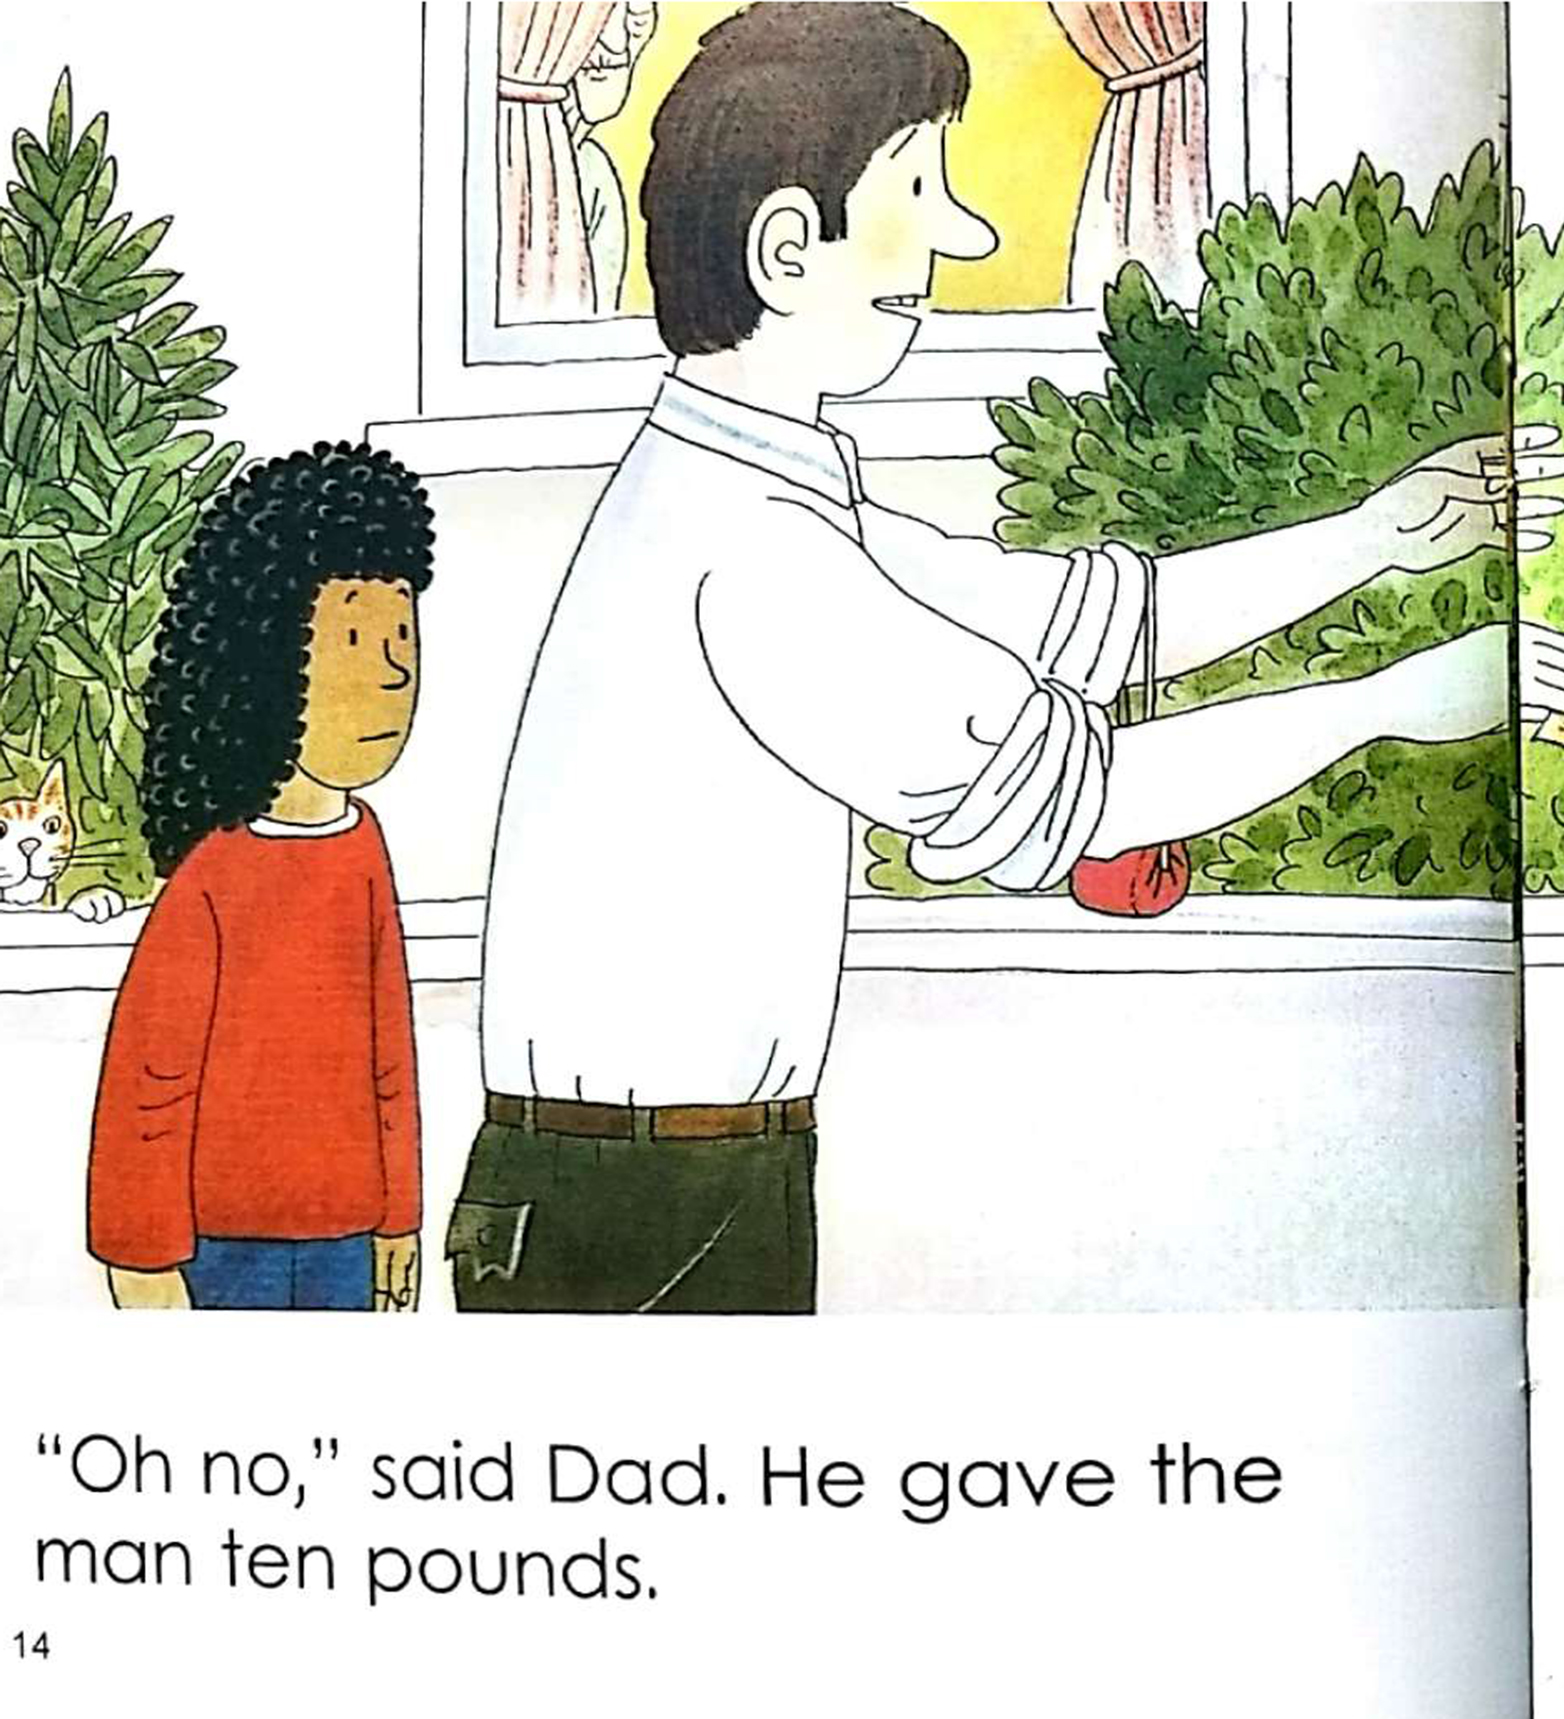 “Oh no,” said Dad. He gave the
man ten pounds.
14